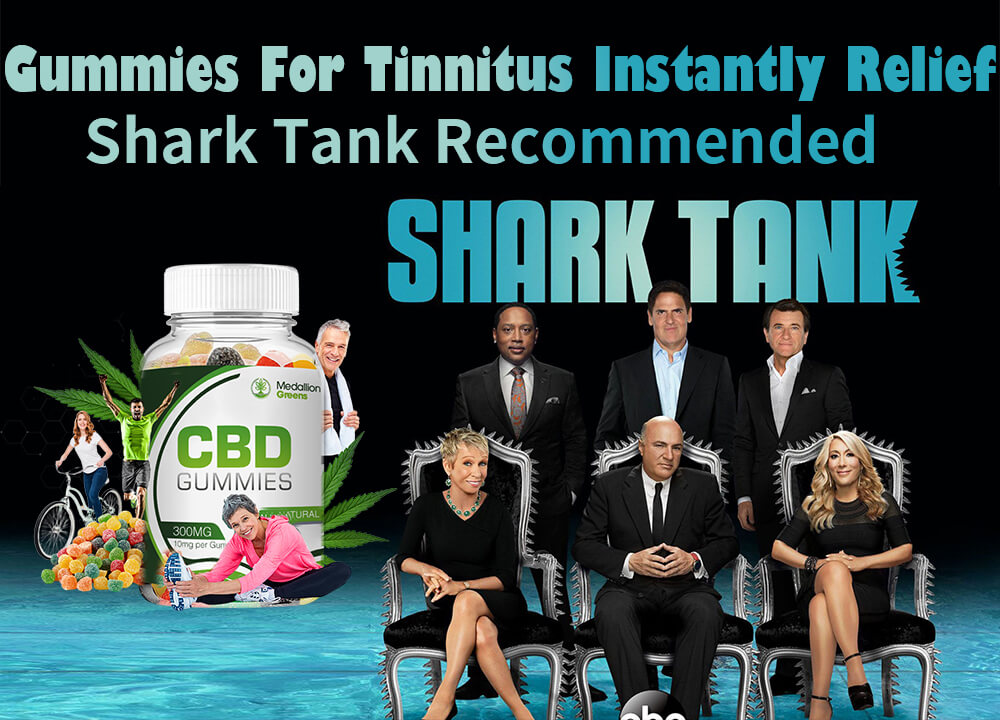 Gummies For Tinnitus Instantly Relief
Shark Tank Recommended
SHARK TANK
Medallion
Greens
CBD
GUMMIES
NATURAL
300MG
10mg per
abc